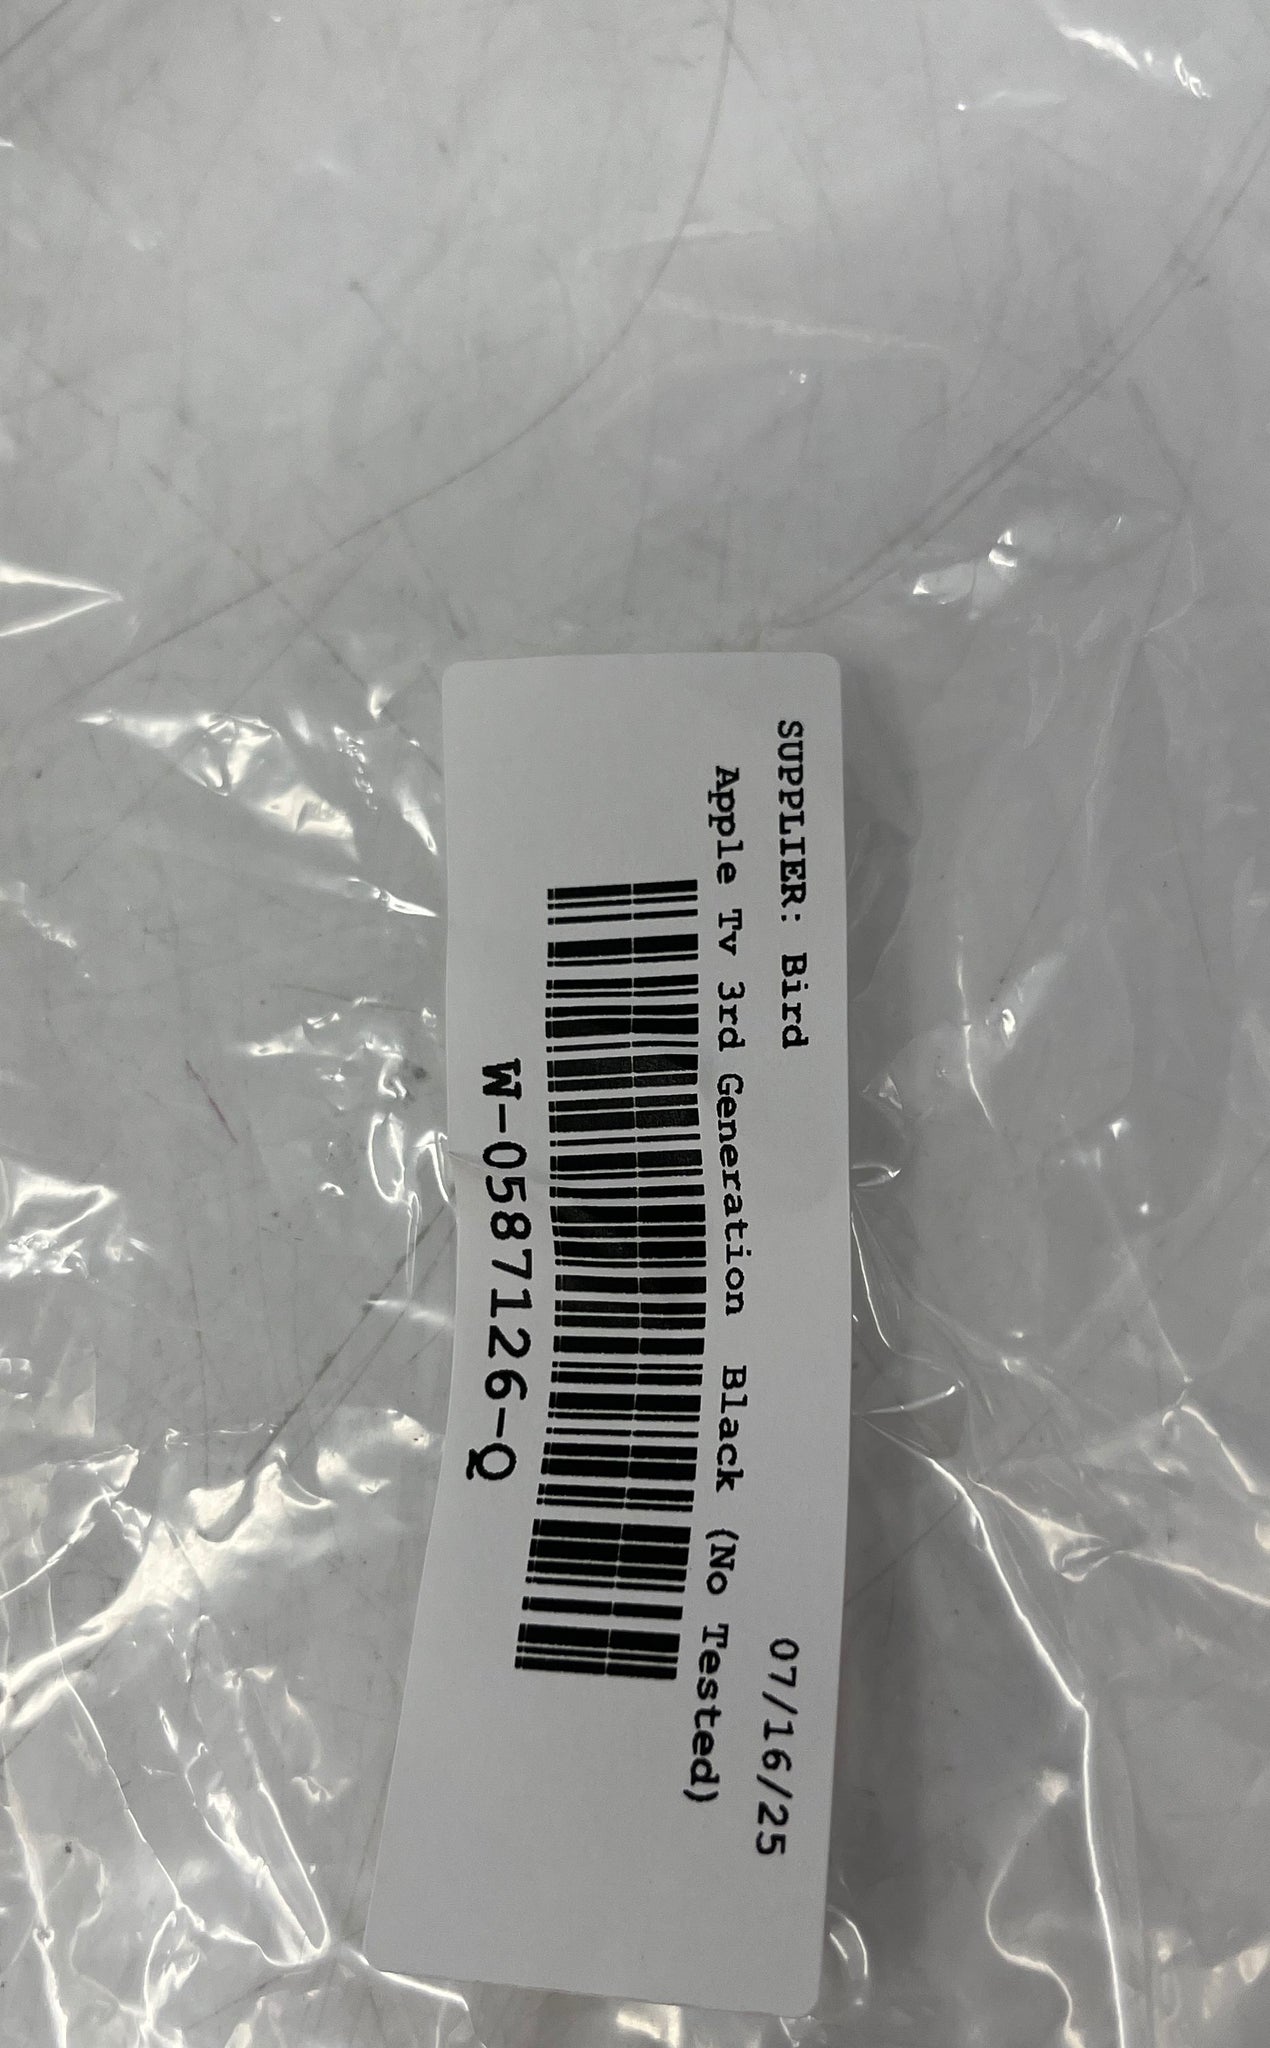 SUPPLIER: Bird 07/16/25
Apple Tv 3rd Generation Black (No Tested)
W-0587126-Q